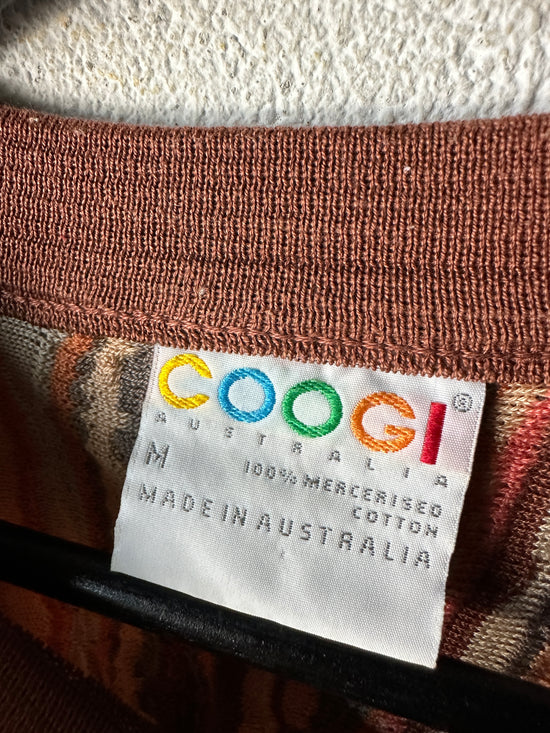 COOGI®
AUSTRALIA
M
100% MERCERISED
COTTON
MADE IN AUSTRALIA